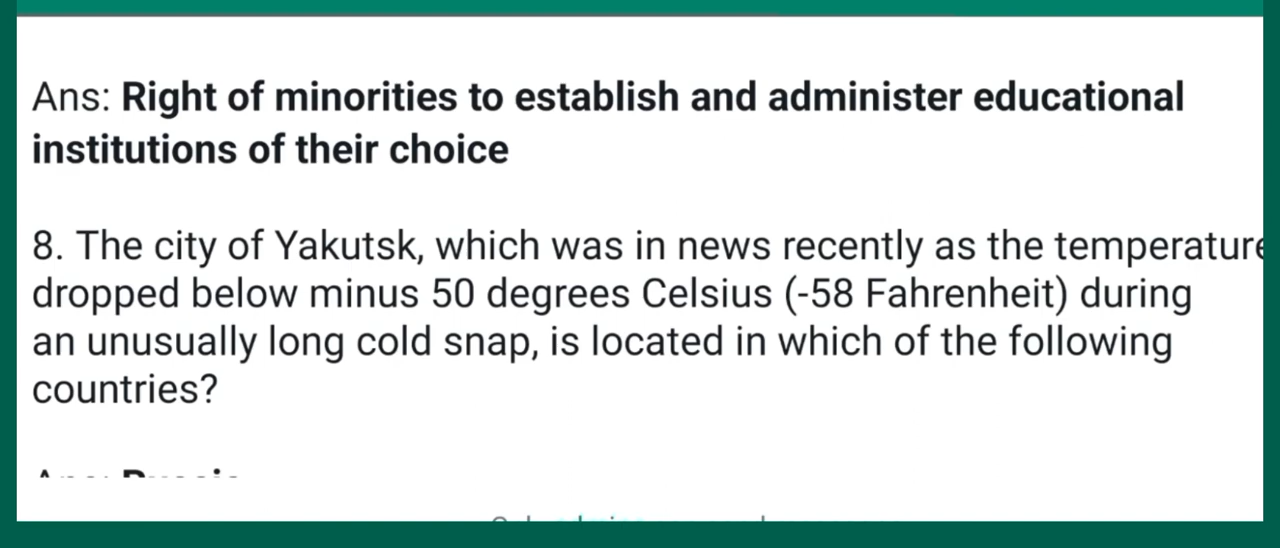 Ans: Right of minorities to establish and administer educational
institutions of their choice
8. The city of Yakutsk, which was in news recently as the temperature
dropped below minus 50 degrees Celsius (-58 Fahrenheit) during
an unusually long cold snap, is located in which of the following
countries?